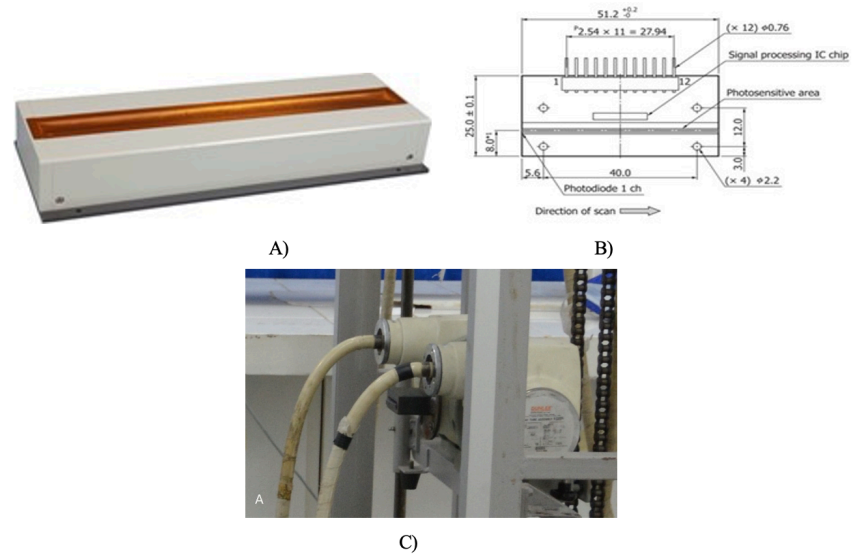 51.2 +0.2 -0
P2.54 × 11 = 27.94
(× 12) φ0.76
Signal processing IC chip
1
12
Photosensitive area
25.0 ± 0.1
8.0*1
12.0
3.0
5.6
40.0
(× 4) φ2.2
Photodiode 1 ch
Direction of scan
A)
B)
A
C)